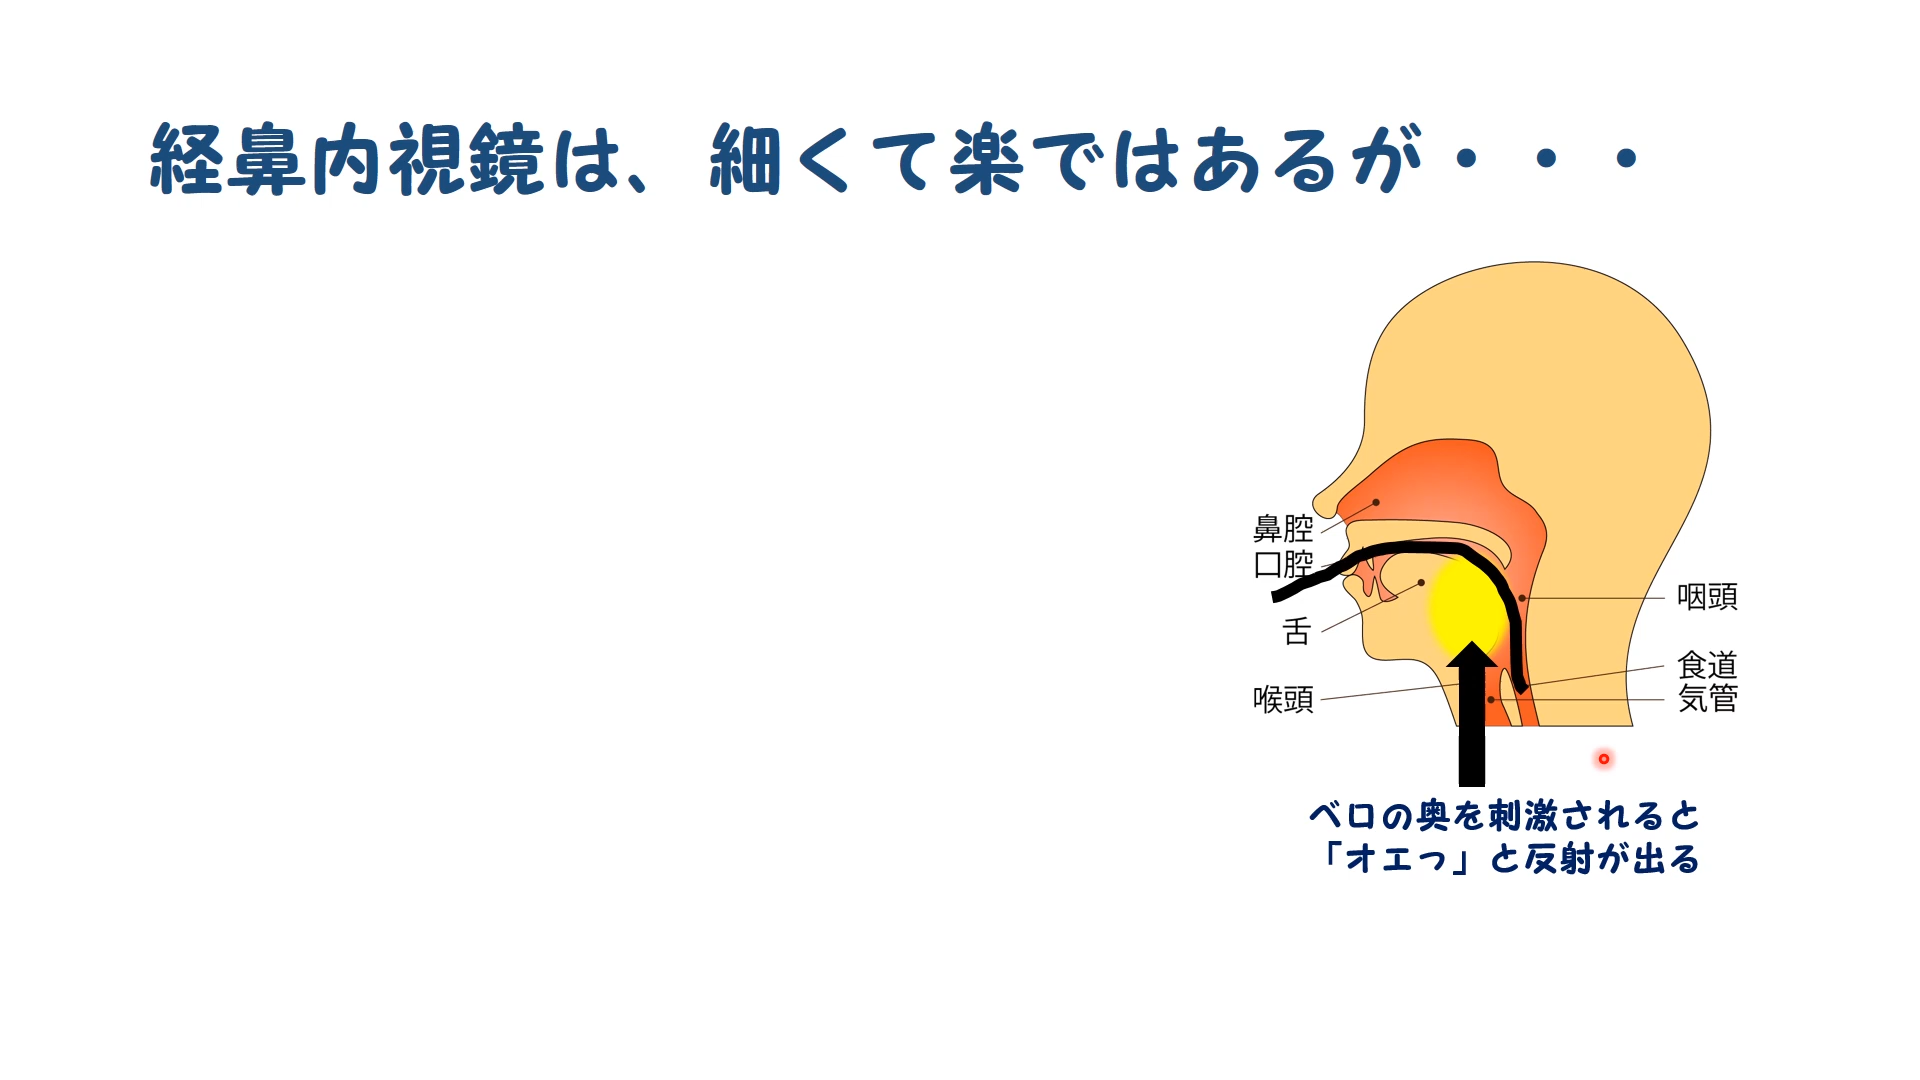 経鼻内視鏡は、細くて楽ではあるが・・・
鼻腔
口腔
舌
喉頭
咽頭
食道
気管
ベロの奥を刺激されると
「オエっ」と反射が出る